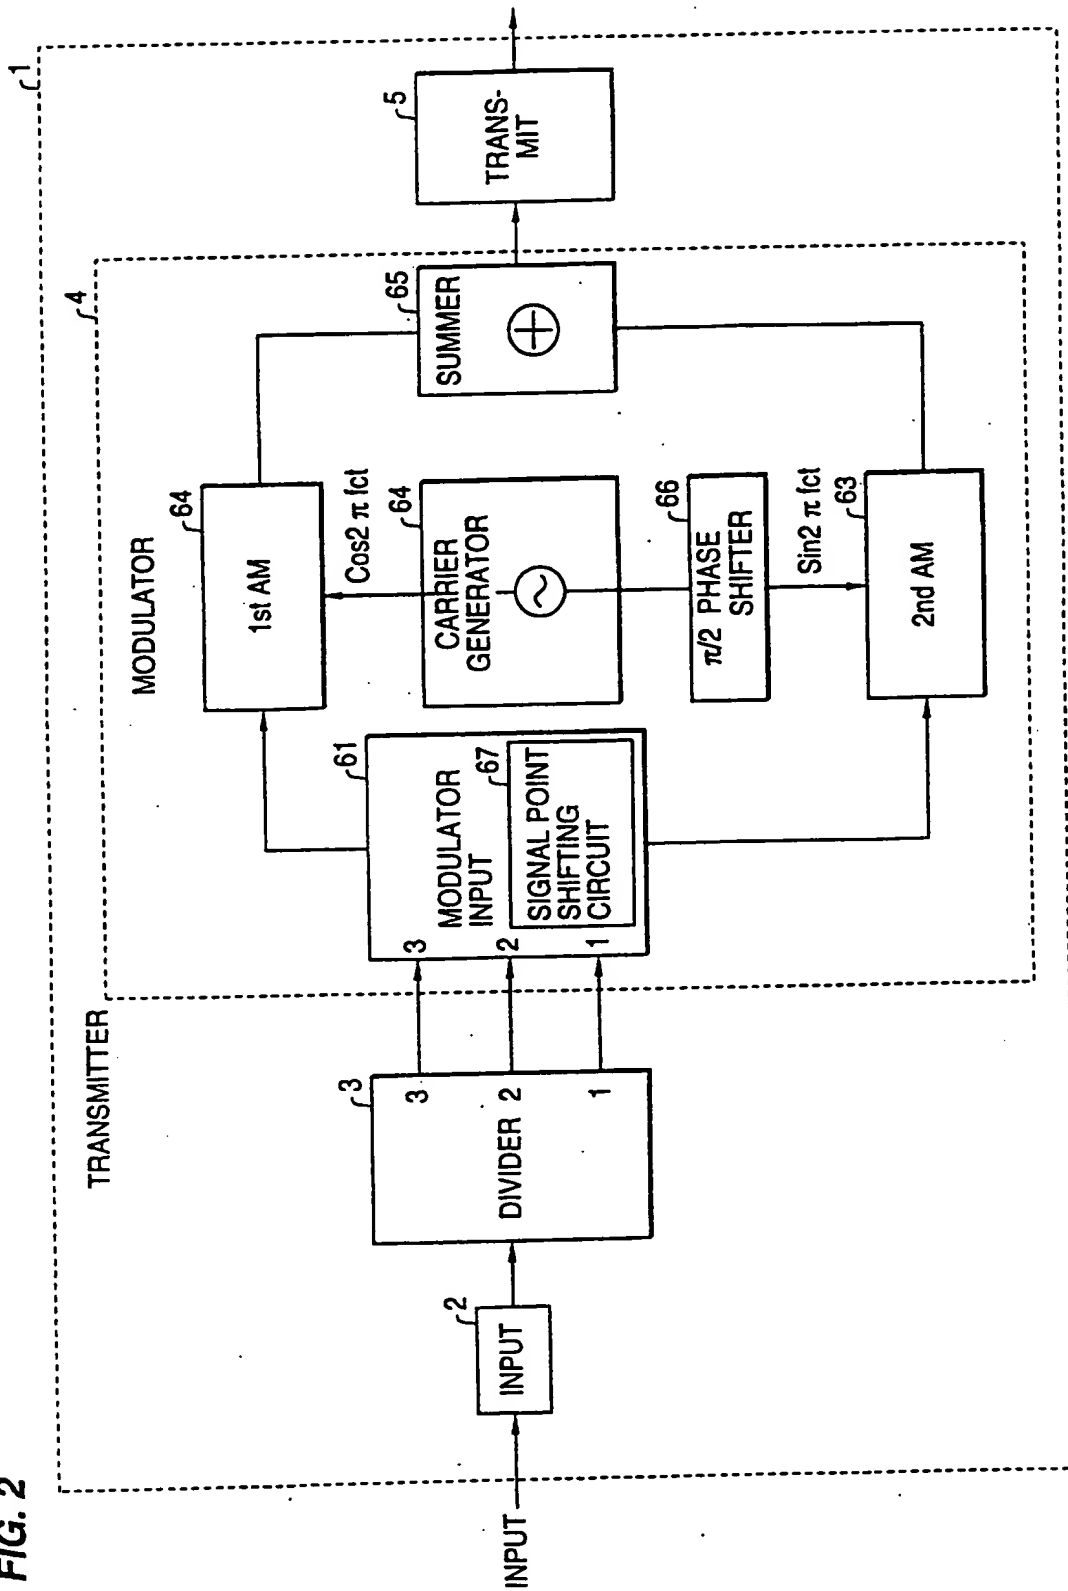 FIG. 2
TRANSMITTER
1
MODULATOR
4
INPUT
INPUT
2
DIVIDER
3
3
2
1
3
2
1
MODULATOR
INPUT
61
SIGNAL POINT
SHIFTING
CIRCUIT
67
1st AM
64
Cos2 π fct
CARRIER
GENERATOR
64
π/2 PHASE
SHIFTER
66
Sin2 π fct
2nd AM
63
SUMMER
65
TRANS-
MIT
5